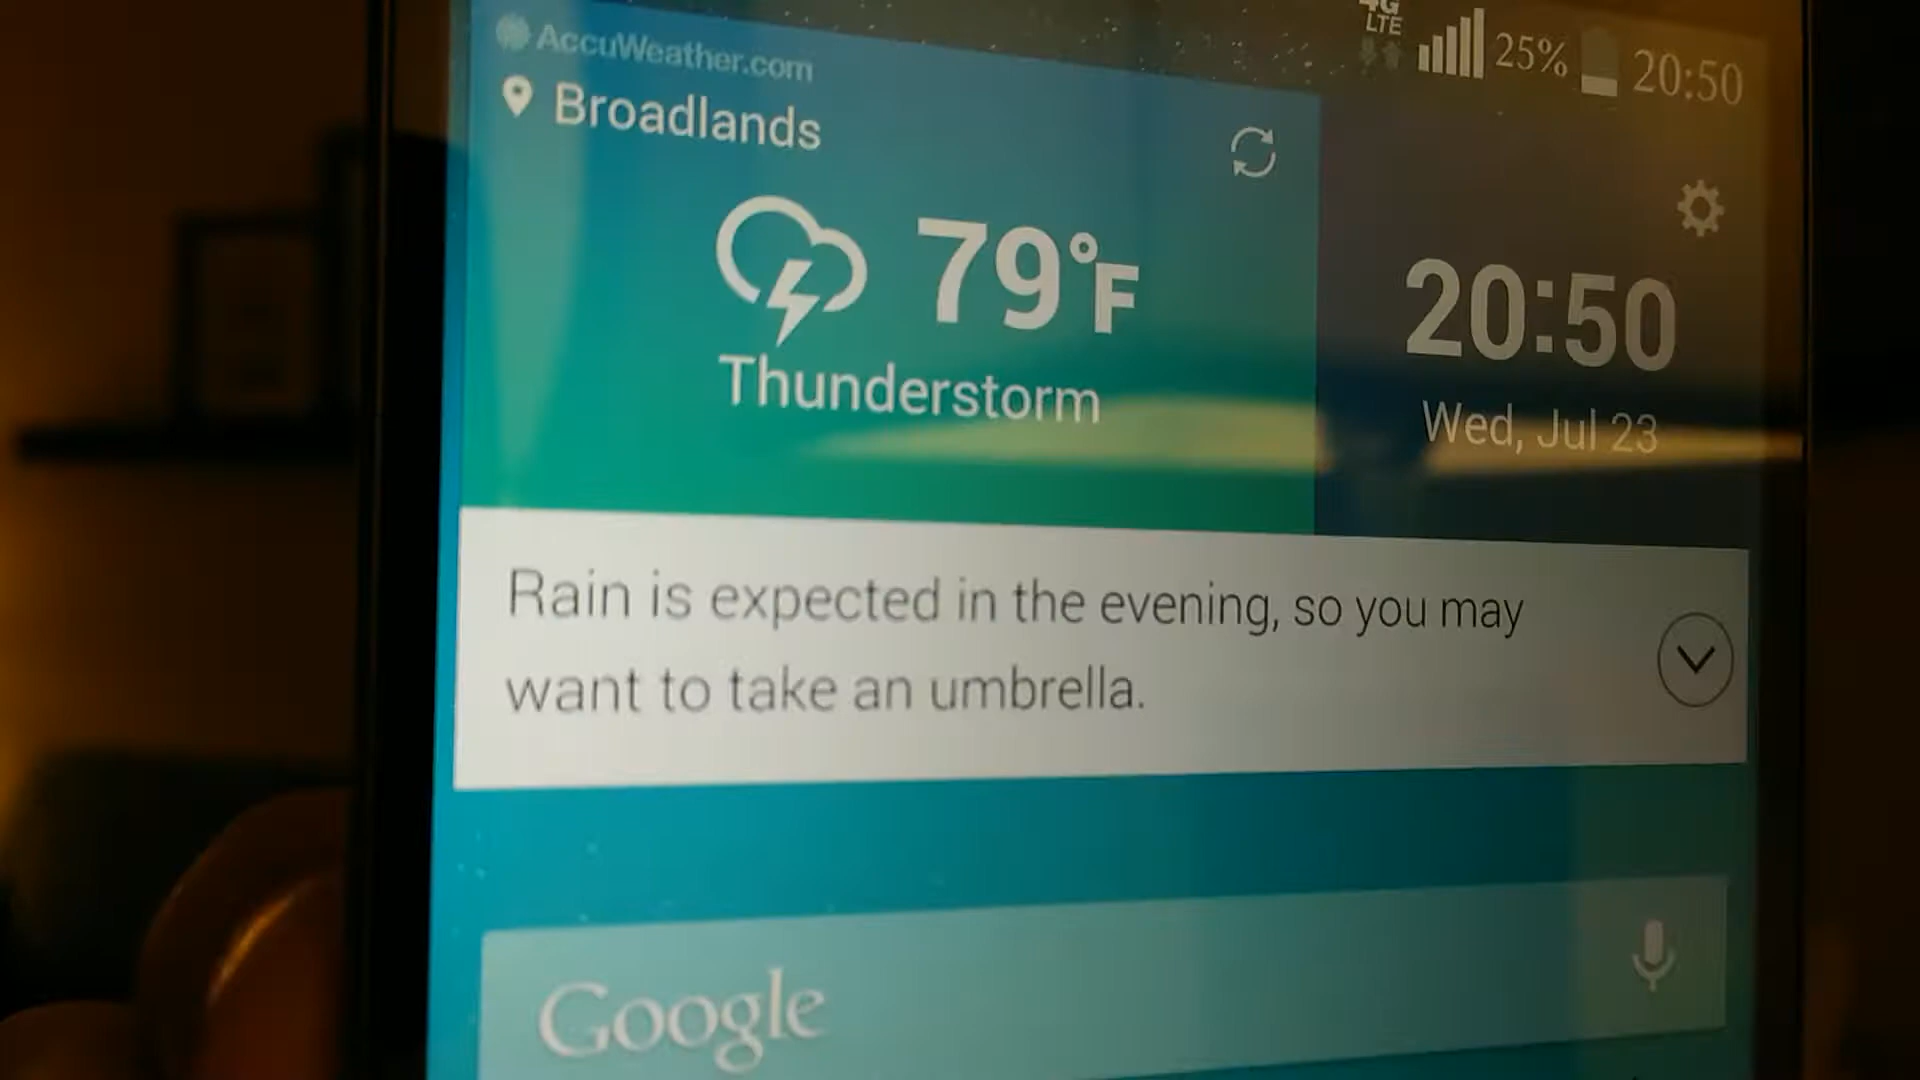 4G
LTE
25%
20:50
AccuWeather.com
Broadlands
79°F
Thunderstorm
20:50
Wed, Jul 23
Rain is expected in the evening, so you may
want to take an umbrella.
Google